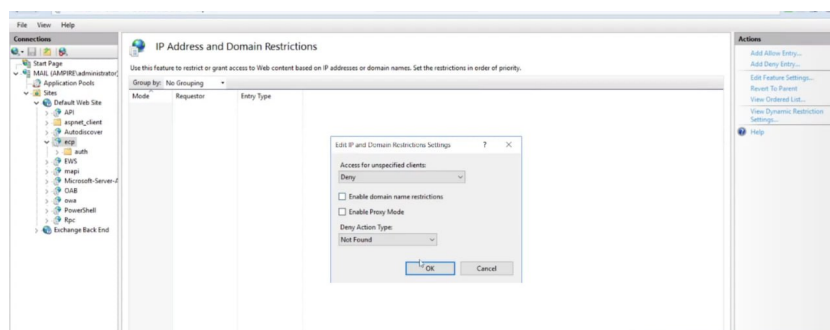 File View Help
Connections
Start Page
MAIL (AMPIRE\administrator)
Application Pools
Sites
Default Web Site
API
aspnet_client
Autodiscover
ecp
auth
EWS
mapi
Microsoft-Server-A
OAB
owa
PowerShell
Rpc
Exchange Back End
IP Address and Domain Restrictions
Use this feature to restrict or grant access to Web content based on IP addresses or domain names. Set the restrictions in order of priority.
Group by: No Grouping
Mode Requestor Entry Type
Edit IP and Domain Restrictions Settings ? ×
Access for unspecified clients:
Deny
Enable domain name restrictions
Enable Proxy Mode
Deny Action Type:
Not Found
OK Cancel
Actions
Add Allow Entry...
Add Deny Entry...
Edit Feature Settings...
Revert To Parent
View Ordered List...
View Dynamic Restriction
Settings...
Help